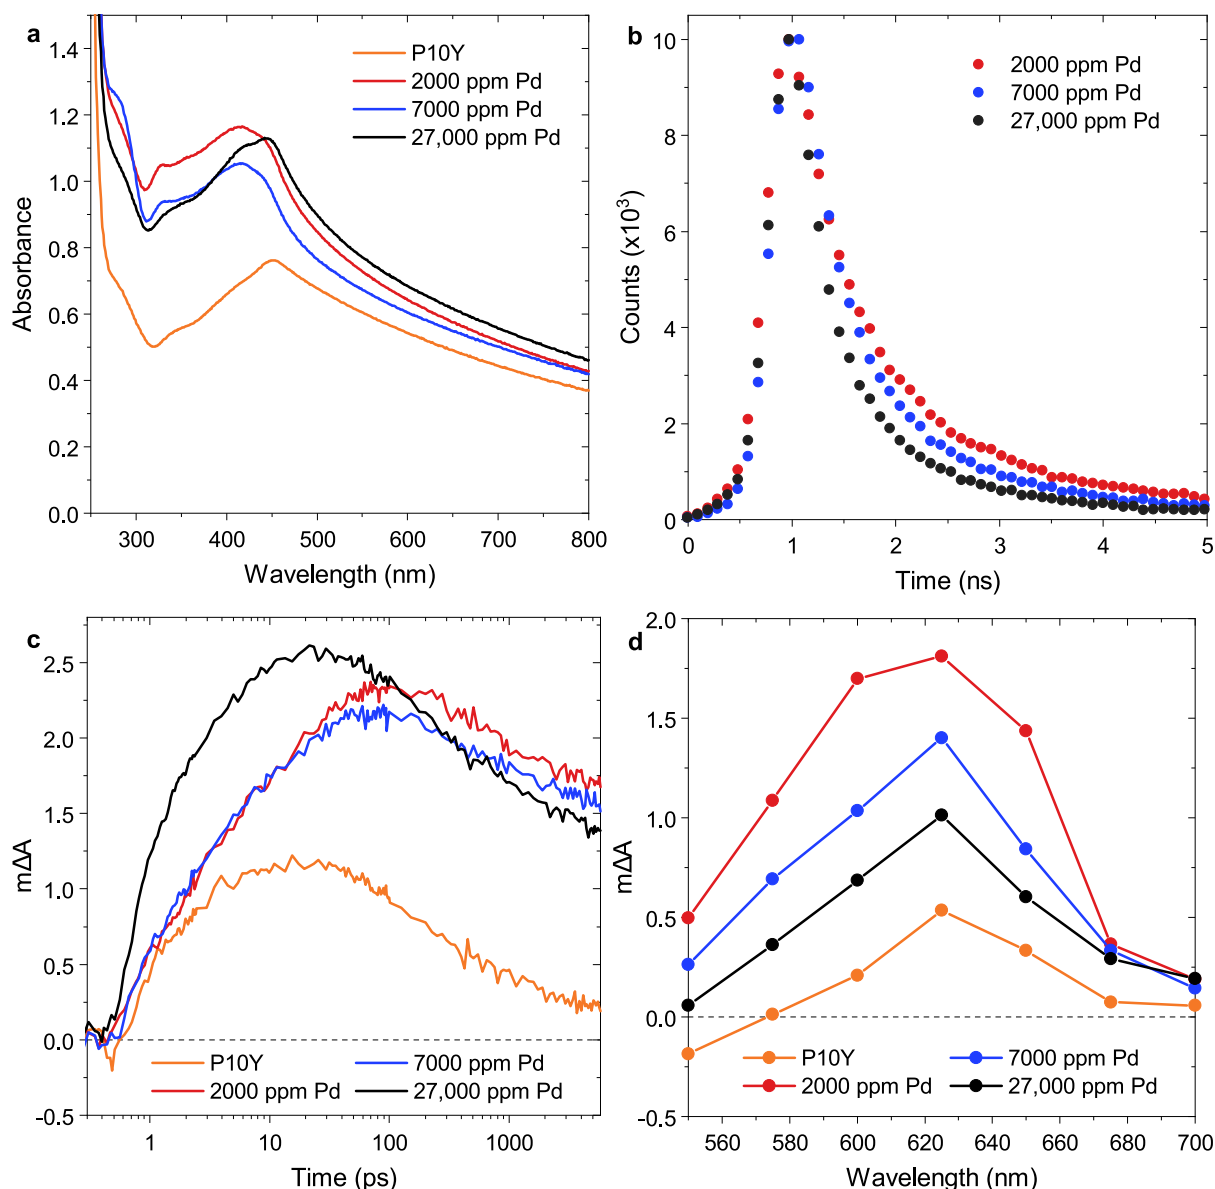 a
P10Y
2000 ppm Pd
7000 ppm Pd
27,000 ppm Pd
1.4
1.2
1.0
0.8
0.6
0.4
0.2
0.0
Absorbance
300 400 500 600 700 800
Wavelength (nm)
b
2000 ppm Pd
7000 ppm Pd
27,000 ppm Pd
10
8
6
4
2
0
Counts (x10³)
0 1 2 3 4 5
Time (ns)
c
2.5
2.0
1.5
1.0
0.5
0.0
-0.5
mΔA
P10Y
2000 ppm Pd
7000 ppm Pd
27,000 ppm Pd
1 10 100 1000
Time (ps)
d
2.0
1.5
1.0
0.5
0.0
-0.5
mΔA
P10Y
2000 ppm Pd
7000 ppm Pd
27,000 ppm Pd
560 580 600 620 640 660 680 700
Wavelength (nm)